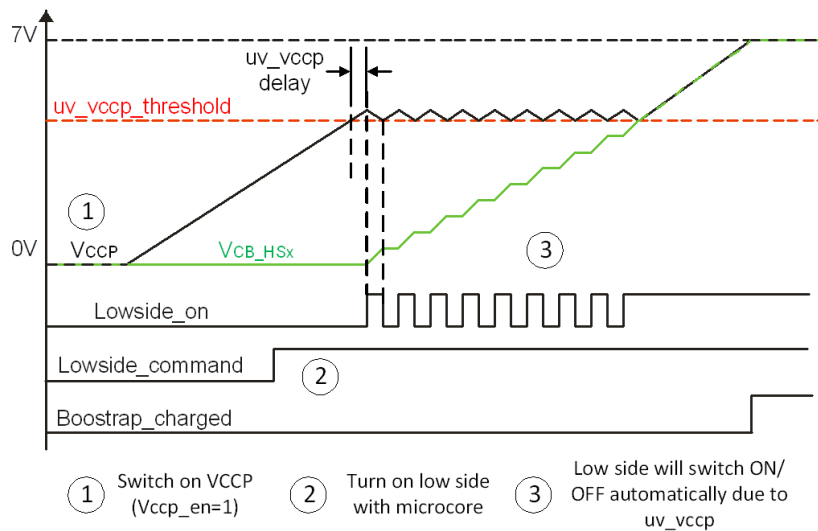 7V
uv_vccp
delay
uv_vccp_threshold
1
3
0V
VCCP
VCB_HSx
Lowside_on
Lowside_command
2
Boostrap_charged
1
Switch on VCCP
(Vccp_en=1)
2
Turn on low side
with microcore
3
Low side will switch ON/
OFF automatically due to
uv_vccp